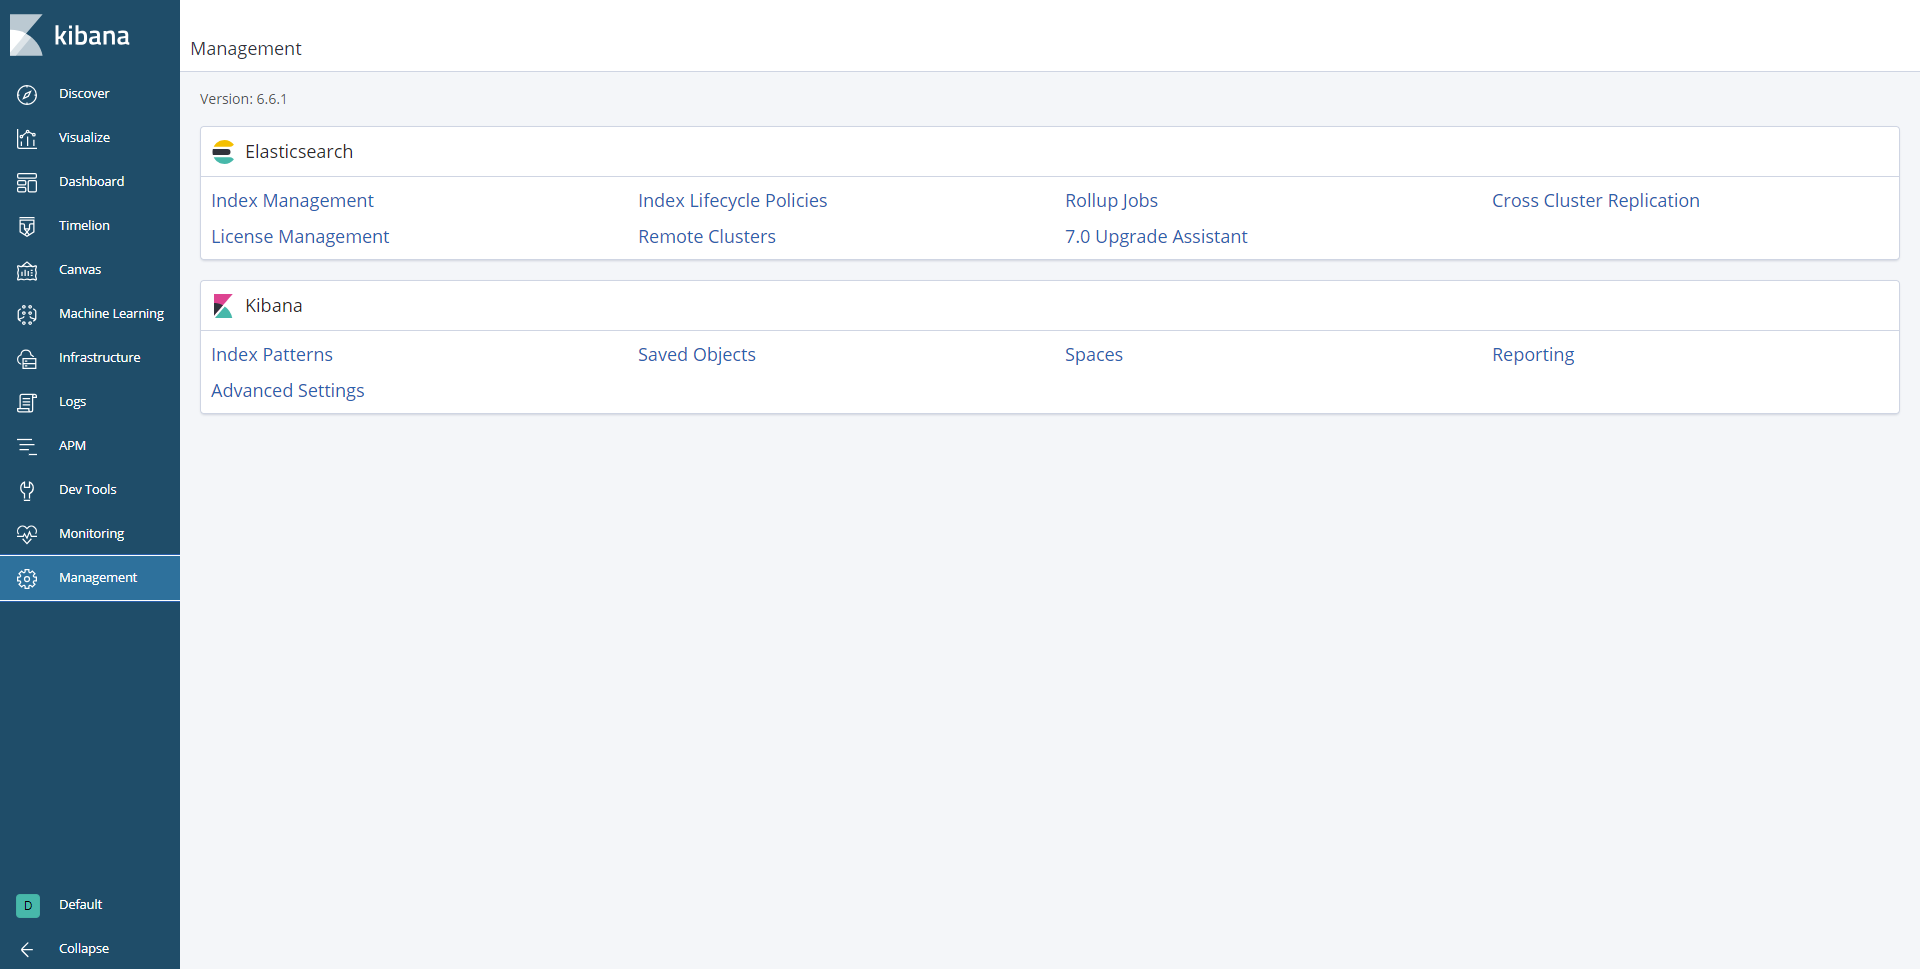 kibana
Discover
Visualize
Dashboard
Timelion
Canvas
Machine Learning
Infrastructure
Logs
APM
Dev Tools
Monitoring
Management
D Default
Collapse
Management
Version: 6.6.1
Elasticsearch
Index Management Index Lifecycle Policies Rollup Jobs Cross Cluster Replication
License Management Remote Clusters 7.0 Upgrade Assistant
Kibana
Index Patterns Saved Objects Spaces Reporting
Advanced Settings